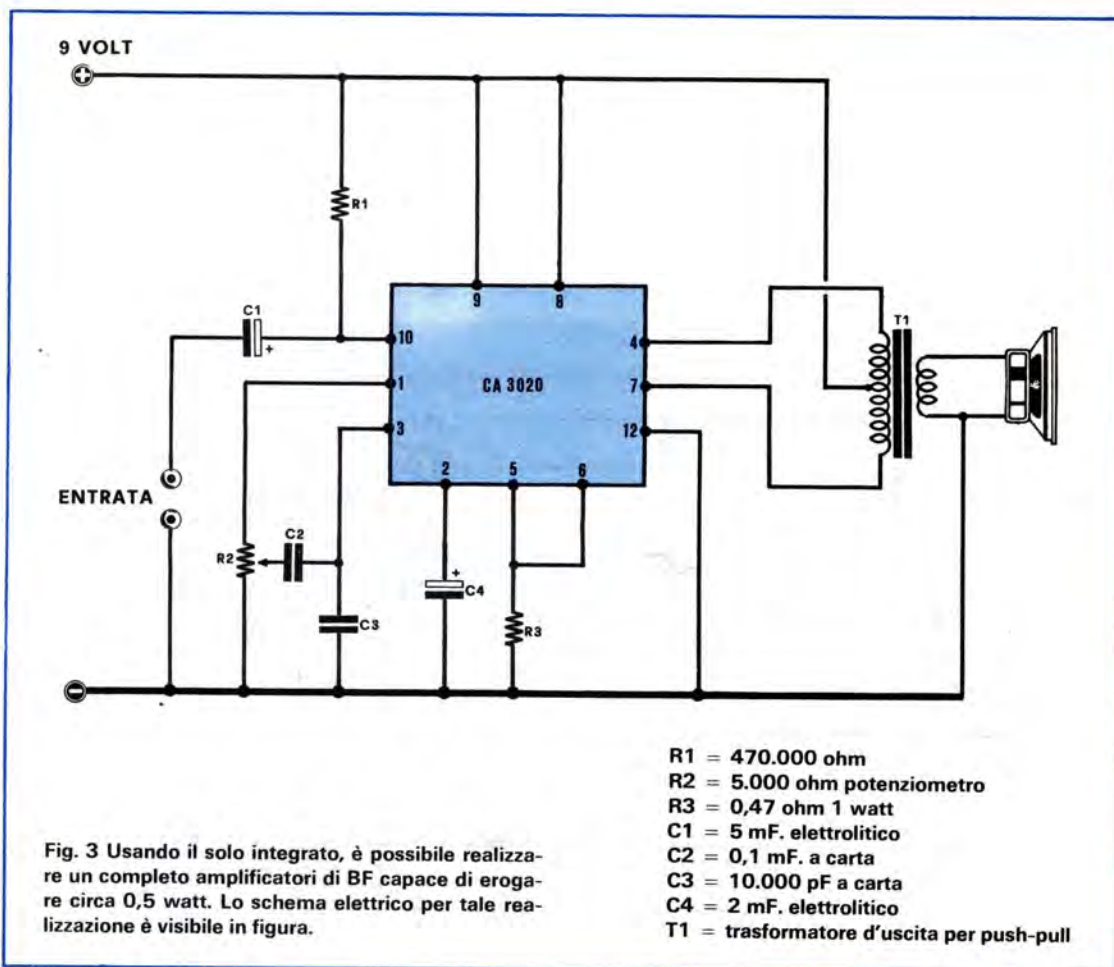 9 VOLT
+
R1
C1
+
9
8
10
4
T1
1
CA 3020
7
3
12
2
5
6
ENTRATA
R2
C2
+
C4
C3
R3
-
R1 = 470.000 ohm
R2 = 5.000 ohm potenziometro
R3 = 0,47 ohm 1 watt
C1 = 5 mF. elettrolitico
C2 = 0,1 mF. a carta
C3 = 10.000 pF a carta
C4 = 2 mF. elettrolitico
T1 = trasformatore d'uscita per push-pull
Fig. 3 Usando il solo integrato, è possibile realizza-
re un completo amplificatori di BF capace di eroga-
re circa 0,5 watt. Lo schema elettrico per tale rea-
lizzazione è visibile in figura.